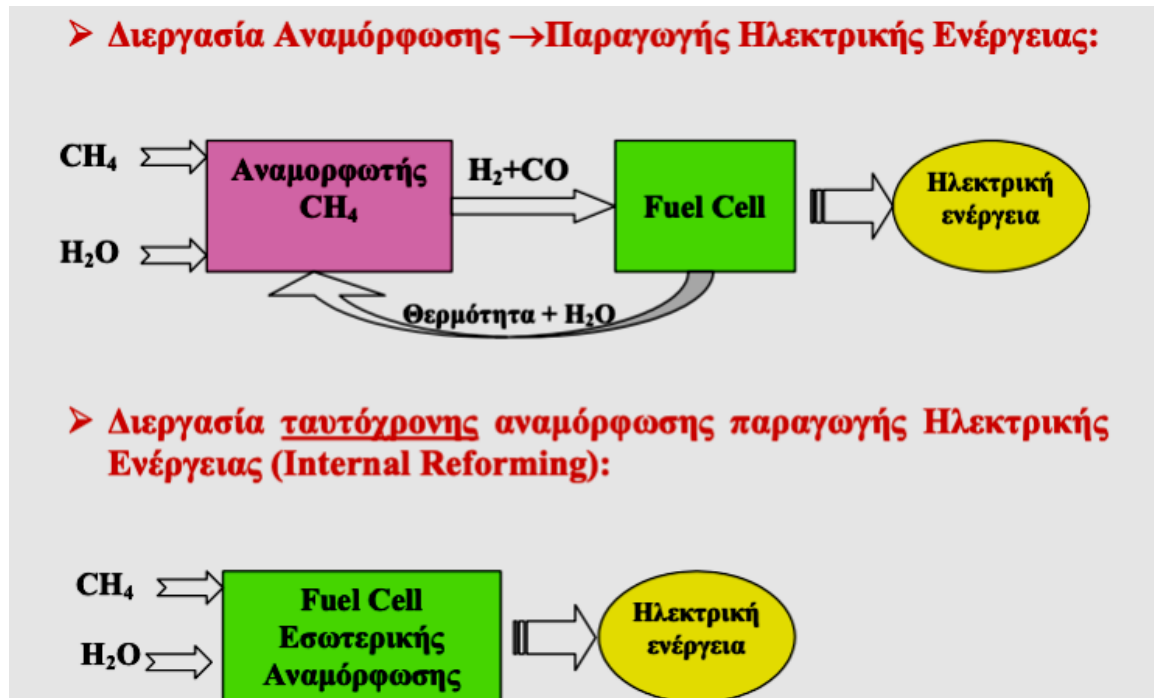 ➢ Διεργασία Αναμόρφωσης →Παραγωγής Ηλεκτρικής Ενέργειας:
CH₄
H₂O
Αναμορφωτής
CH₄
H₂+CO
Fuel Cell
Ηλεκτρική
ενέργεια
Θερμότητα + H₂O
➢ Διεργασία ταυτόχρονης αναμόρφωσης παραγωγής Ηλεκτρικής
Ενέργειας (Internal Reforming):
CH₄
H₂O
Fuel Cell
Εσωτερικής
Αναμόρφωσης
Ηλεκτρική
ενέργεια